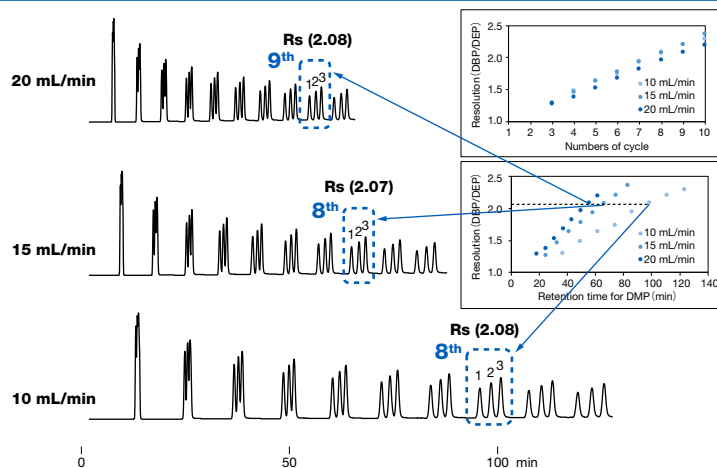 Rs (2.08)
9th
20 mL/min
1 2 3
Rs (2.07)
8th
15 mL/min
1 2 3
Rs (2.08)
8th
10 mL/min
1 2 3
0 50 100 min
Resolution(DBP/DEP)
2.5
2.0
1.5
1.0
10 mL/min
15 mL/min
20 mL/min
1 2 3 4 5 6 7 8 9 10
Numbers of cycle
Resolution(DBP/DEP)
2.5
2.0
1.5
1.0
10 mL/min
15 mL/min
20 mL/min
0 20 40 60 80 100 120 140
Retention time for DMP(min)